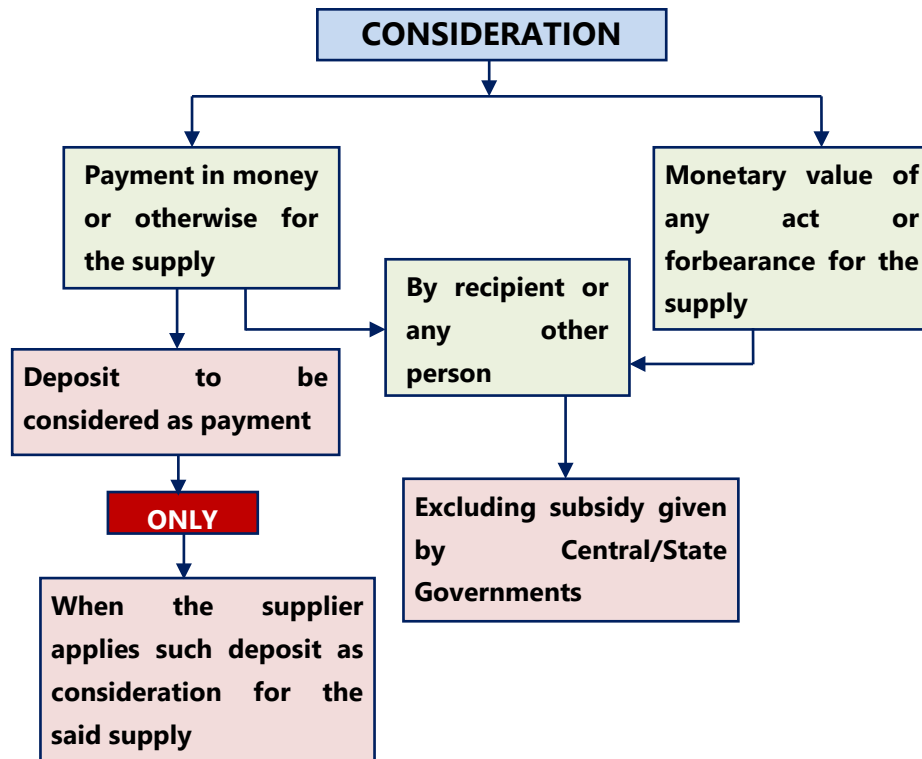 CONSIDERATION
Payment in money
or otherwise for
the supply
Monetary value of
any act or
forbearance for the
supply
By recipient or
any other
person
Deposit to be
considered as payment
ONLY
When the supplier
applies such deposit as
consideration for the
said supply
Excluding subsidy given
by Central/State
Governments